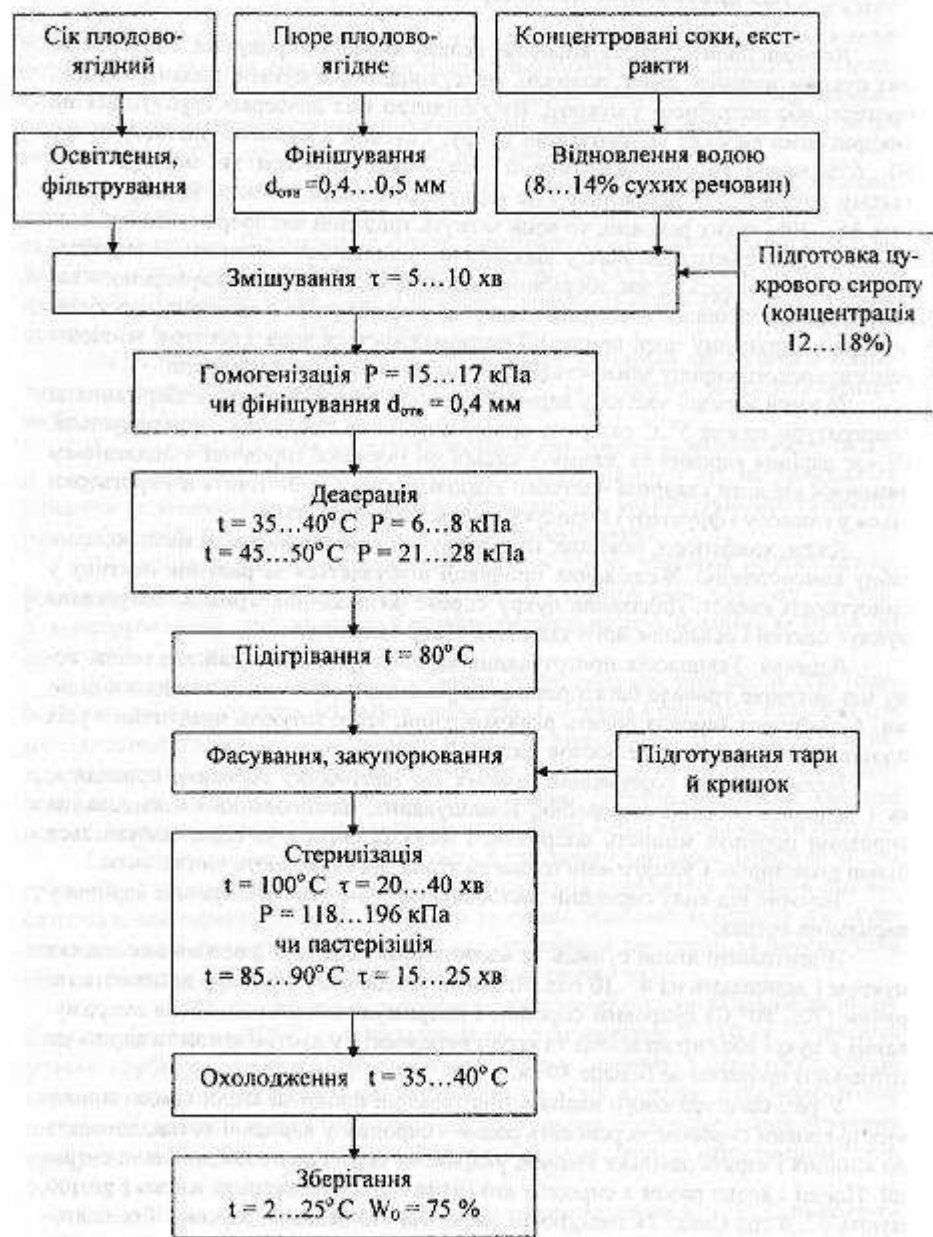 Сік плодово-
ягідний
Пюре плодово-
ягідне
Концентровані соки, екст-
ракти
Освітлення,
фільтрування
Фінішування
dотв =0,4...0,5 мм
Відновлення водою
(8...14% сухих речовин)
Змішування τ = 5...10 хв
Підготовка цу-
крового сиропу
(концентрація
12...18%)
Гомогенізація Р = 15...17 кПа
чи фінішування dотв = 0,4 мм
Деаерація
t = 35...40°С Р = 6...8 кПа
t = 45...50°С Р = 21...28 кПа
Підігрівання t = 80°С
Фасування, закупорювання
Підготування тари
й кришок
Стерилізація
t = 100°С τ = 20...40 хв
Р = 118...196 кПа
чи пастерізіція
t = 85...90°С τ = 15...25 хв
Охолодження t = 35...40°С
Зберігання
t = 2...25°С W₀ = 75 %